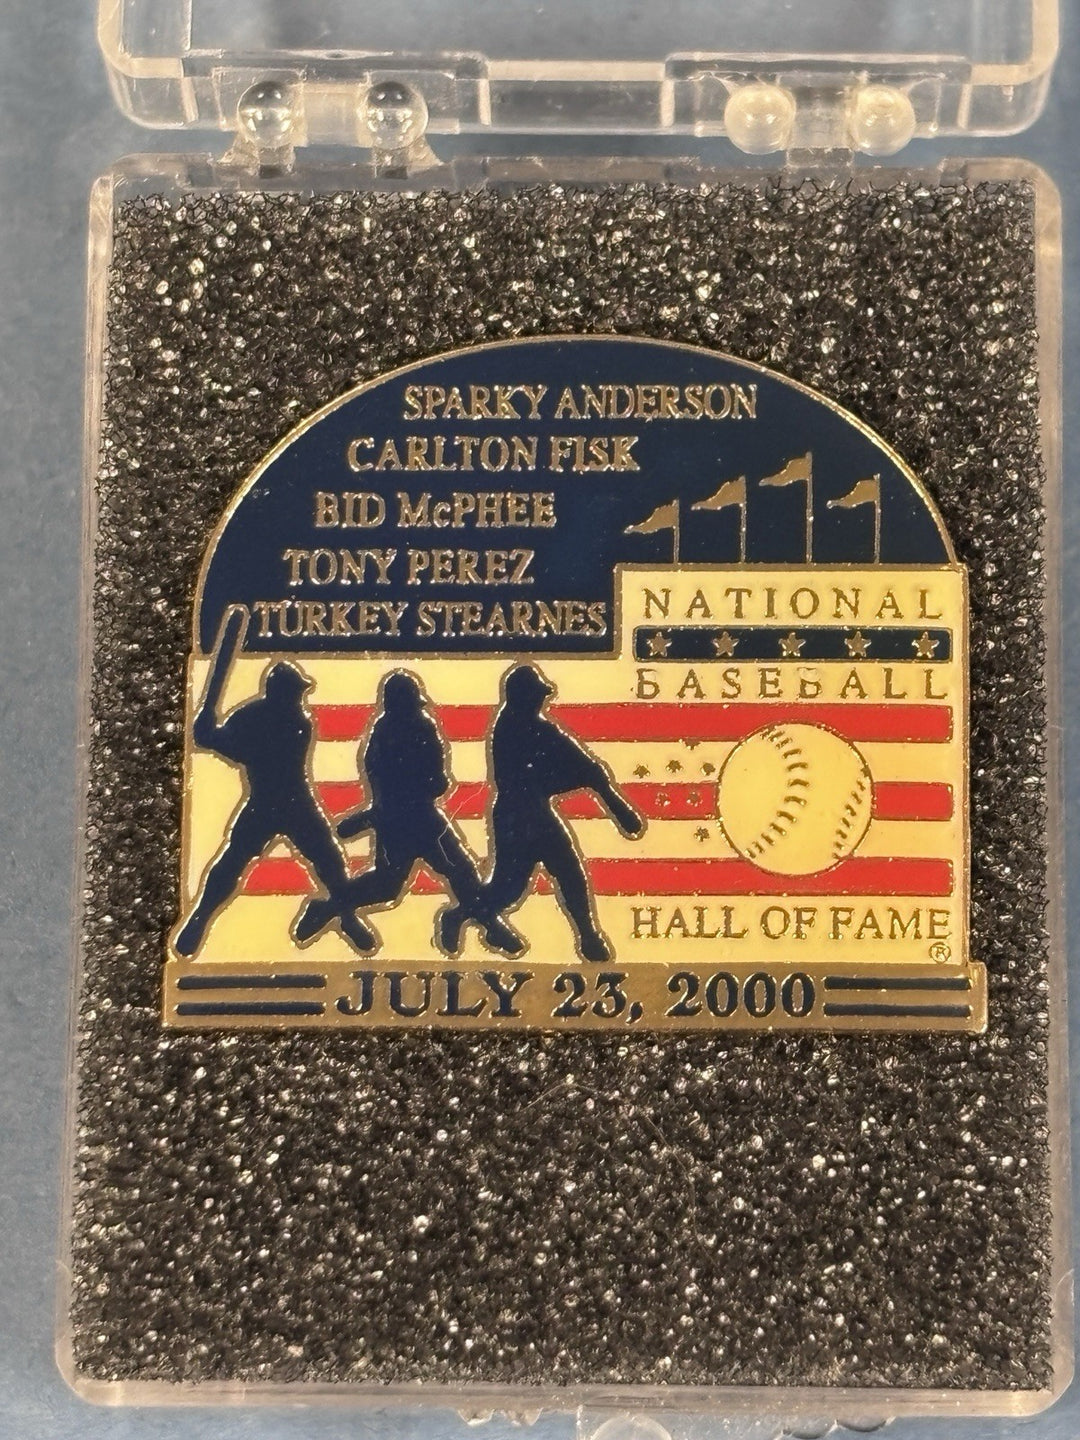 SPARKY ANDERSON
CARLTON FISK
BID McPHEE
TONY PEREZ
TURKEY STEARNES
NATIONAL
BASEBALL
HALL OF FAME
®
JULY 23, 2000